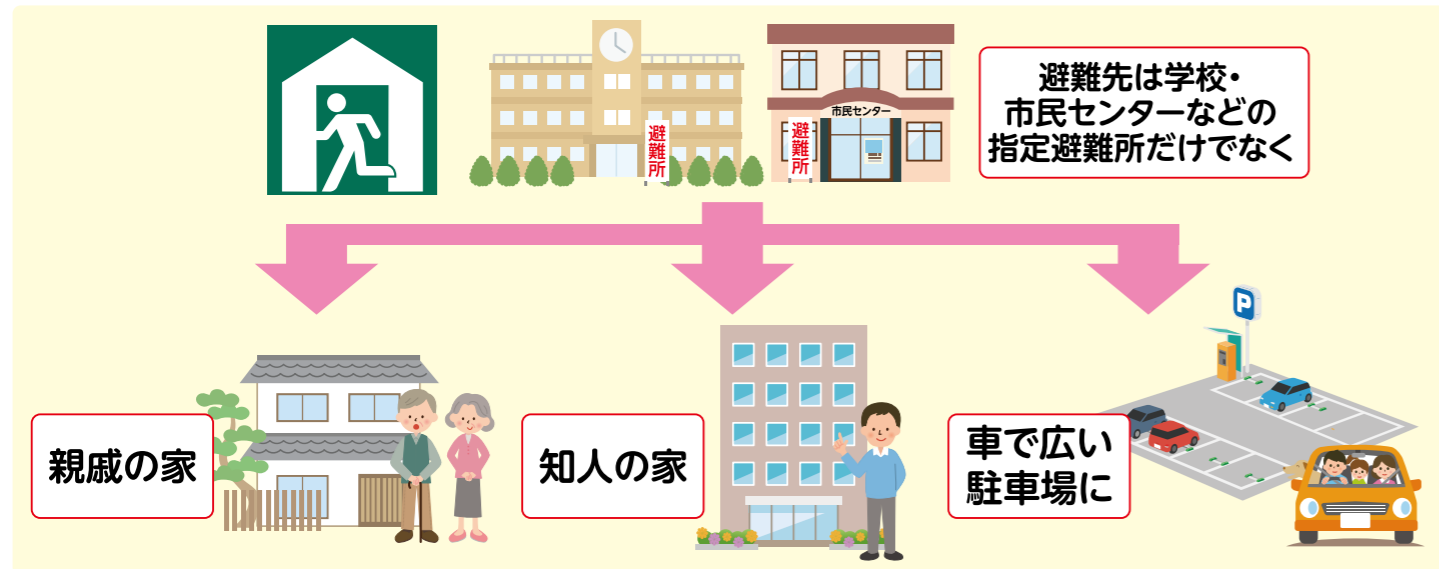 避難所
市民センター
避難所
避難先は学校・
市民センターなどの
指定避難所だけでなく
P
親戚の家
知人の家
車で広い
駐車場に